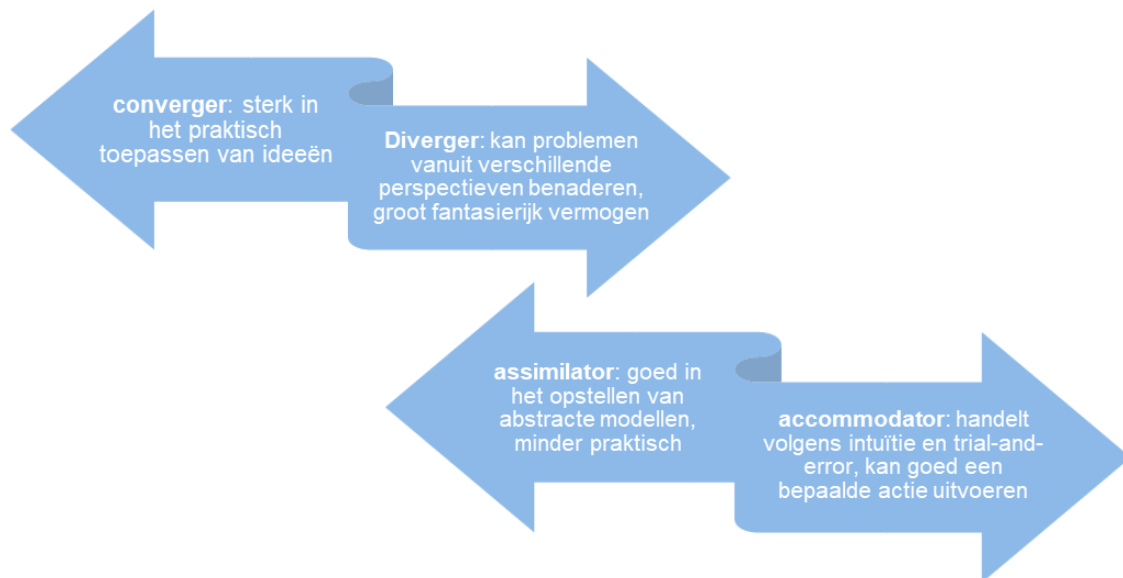 converger: sterk in
het praktisch
toepassen van ideeën
Diverger: kan problemen
vanuit verschillende
perspectieven benaderen,
groot fantasierijk vermogen
assimilator: goed in
het opstellen van
abstracte modellen,
minder praktisch
accommodator: handelt
volgens intuïtie en trial-and-
error, kan goed een
bepaalde actie uitvoeren